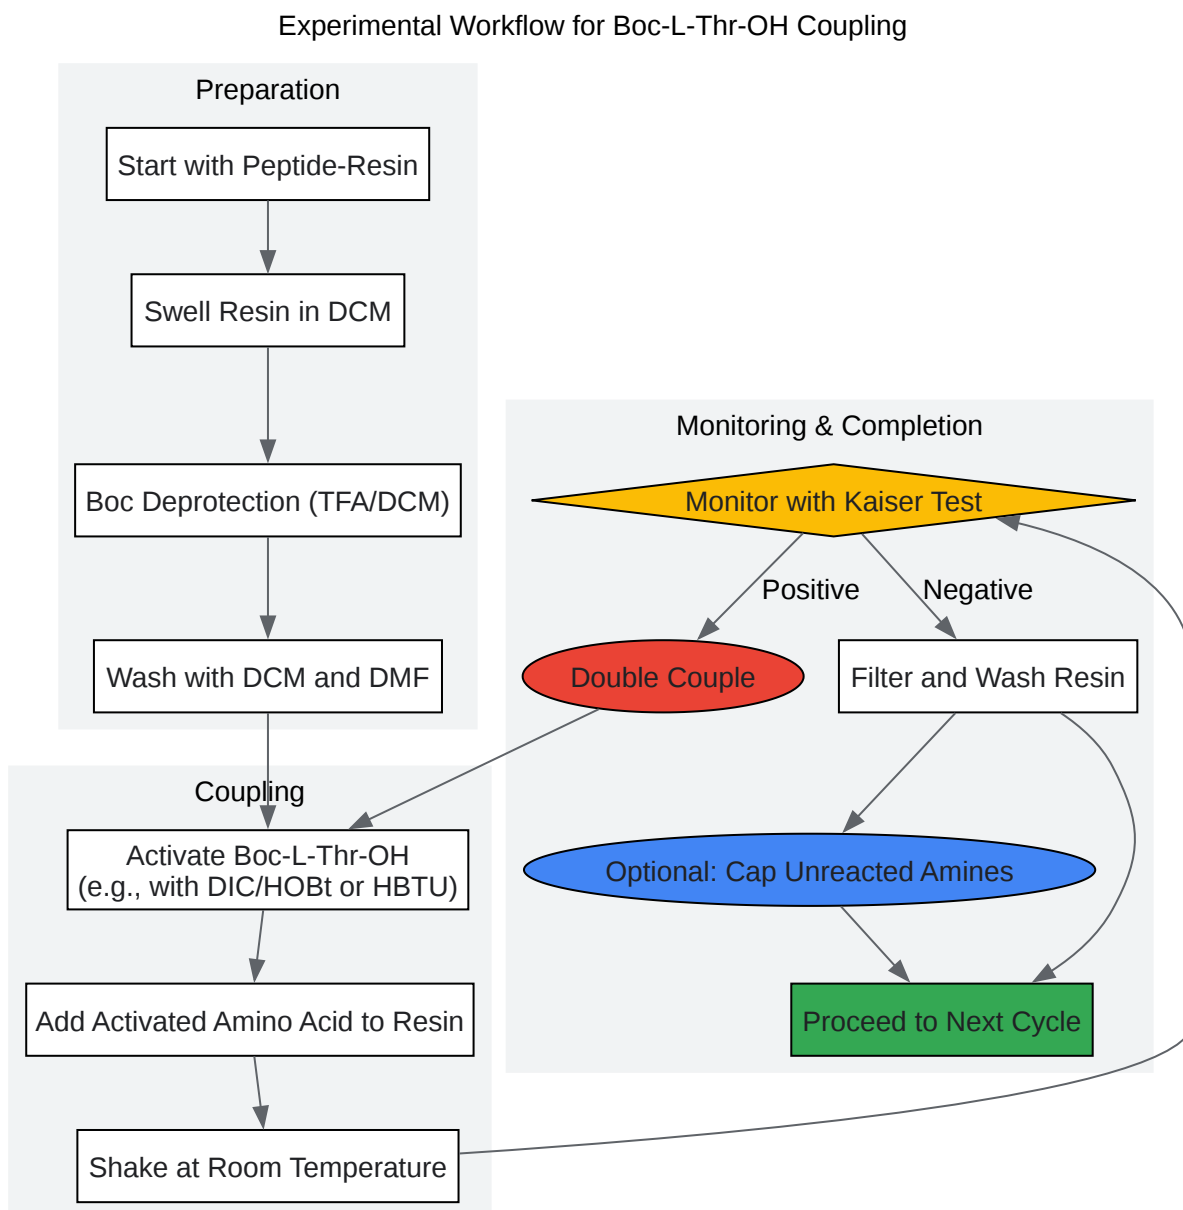 Experimental Workflow for Boc-L-Thr-OH Coupling
Preparation
Start with Peptide-Resin
Swell Resin in DCM
Boc Deprotection (TFA/DCM)
Wash with DCM and DMF
Coupling
Activate Boc-L-Thr-OH
(e.g., with DIC/HOBt or HBTU)
Add Activated Amino Acid to Resin
Shake at Room Temperature
Monitoring & Completion
Monitor with Kaiser Test
Positive
Negative
Double Couple
Filter and Wash Resin
Optional: Cap Unreacted Amines
Proceed to Next Cycle